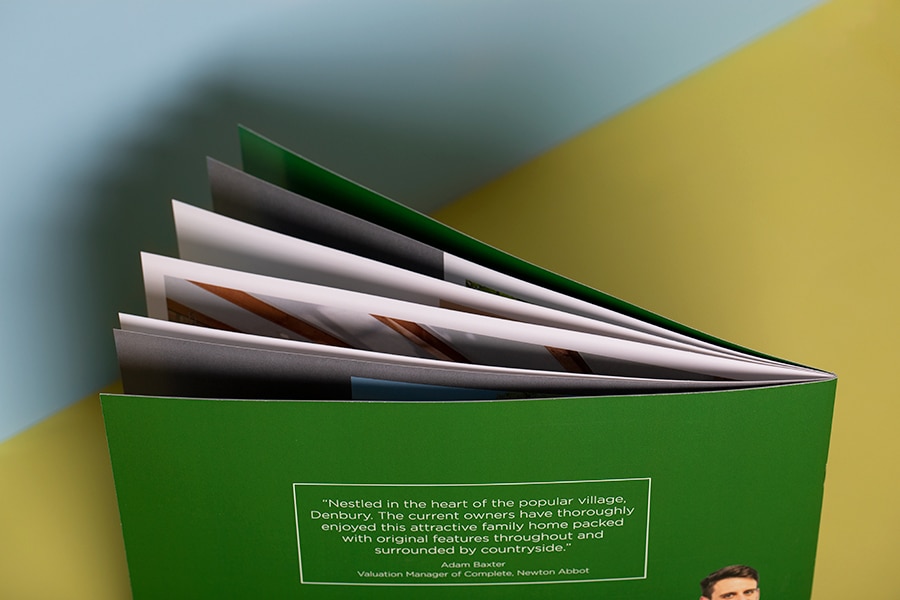 "Nestled in the heart of the popular village,
Denbury. The current owners have thoroughly
enjoyed this attractive family home packed
with original features throughout and
surrounded by countryside."
Adam Baxter
Valuation Manager of Complete, Newton Abbot